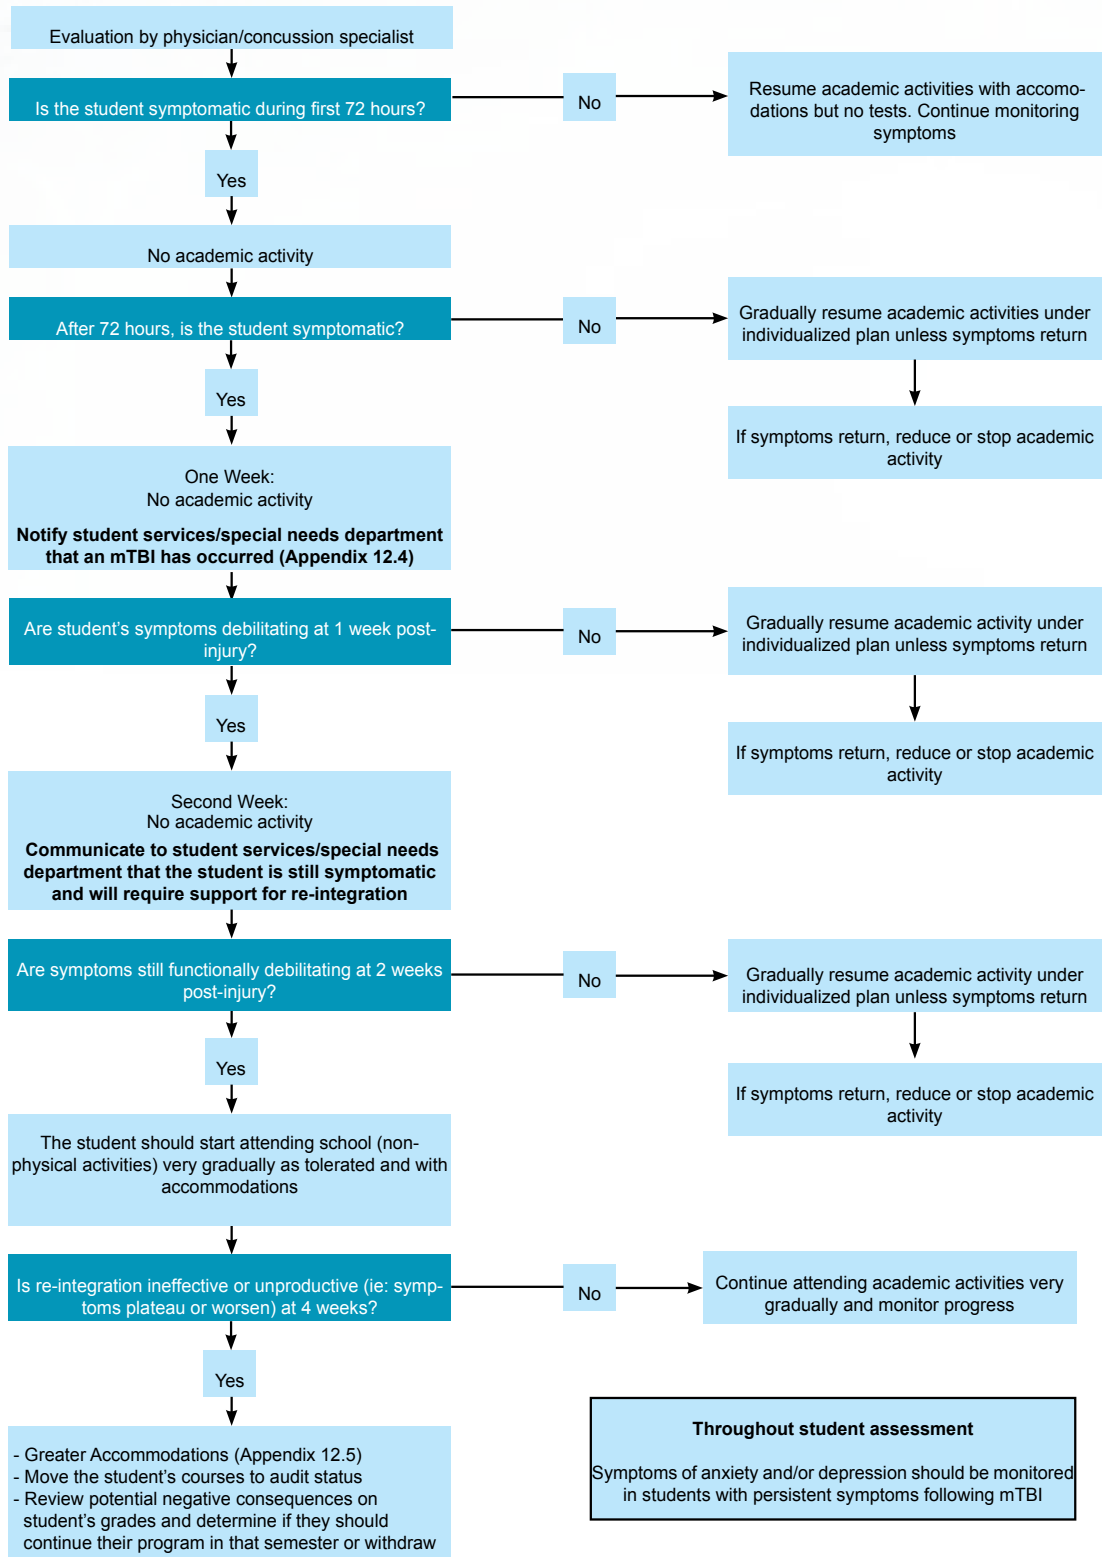 Evaluation by physician/concussion specialist
Is the student symptomatic during first 72 hours?
No
Resume academic activities with accomo-
dations but no tests. Continue monitoring
symptoms
Yes
No academic activity
After 72 hours, is the student symptomatic?
No
Gradually resume academic activities under
individualized plan unless symptoms return
Yes
If symptoms return, reduce or stop academic
activity
One Week:
No academic activity
Notify student services/special needs department
that an mTBI has occurred (Appendix 12.4)
Are student's symptoms debilitating at 1 week post-
injury?
No
Gradually resume academic activity under
individualized plan unless symptoms return
Yes
If symptoms return, reduce or stop academic
activity
Second Week:
No academic activity
Communicate to student services/special needs
department that the student is still symptomatic
and will require support for re-integration
Are symptoms still functionally debilitating at 2 weeks
post-injury?
No
Gradually resume academic activity under
individualized plan unless symptoms return
Yes
If symptoms return, reduce or stop academic
activity
The student should start attending school (non-
physical activities) very gradually as tolerated and with
accommodations
Is re-integration ineffective or unproductive (ie: symp-
toms plateau or worsen) at 4 weeks?
No
Continue attending academic activities very
gradually and monitor progress
Yes
- Greater Accommodations (Appendix 12.5)
- Move the student's courses to audit status
- Review potential negative consequences on
student's grades and determine if they should
continue their program in that semester or withdraw
Throughout student assessment
Symptoms of anxiety and/or depression should be monitored
in students with persistent symptoms following mTBI